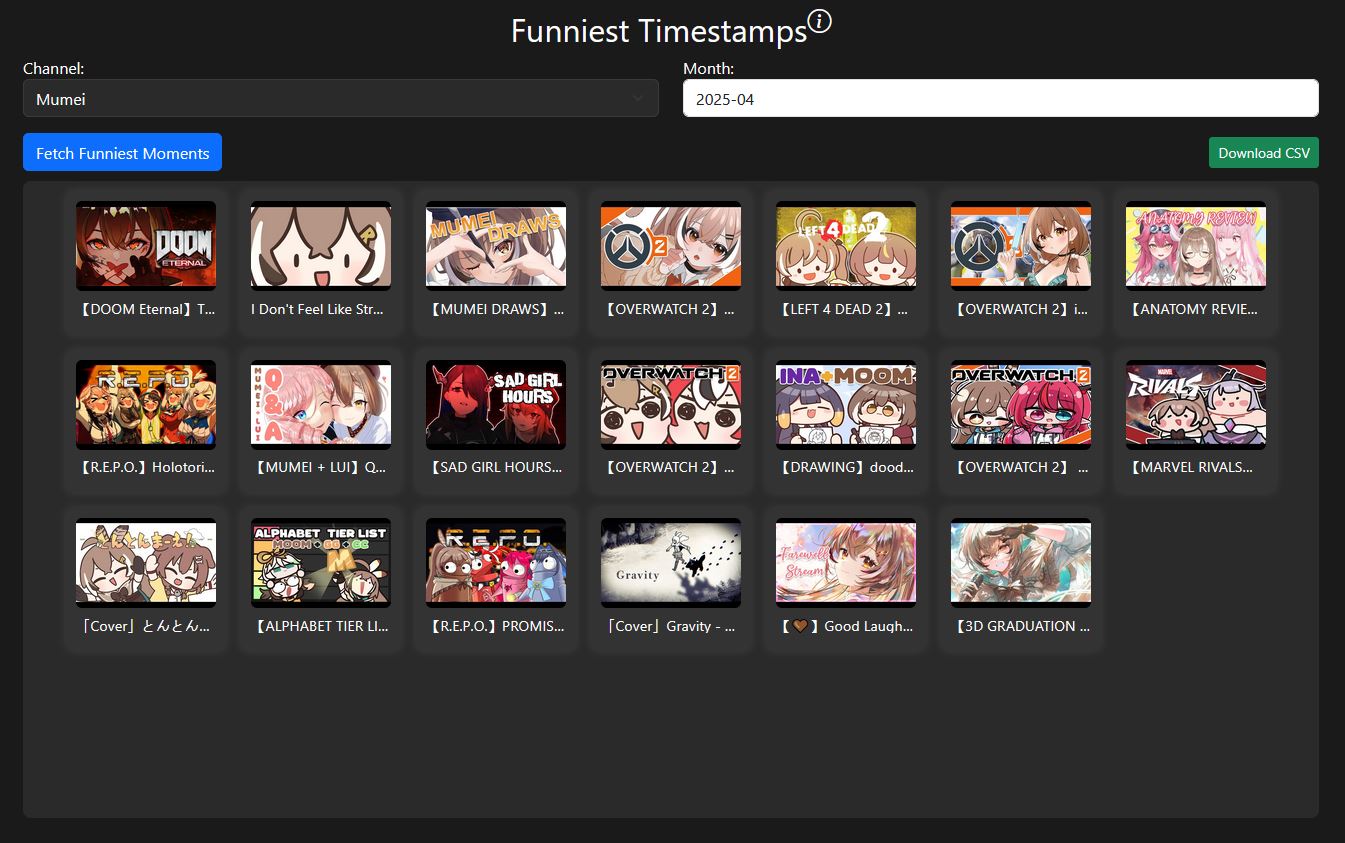 Funniest Timestamps
Channel:
Month:
Mumei
2025-04
Fetch Funniest Moments
Download CSV
DOOM
ETERNAL
MUMEI
DRAWS
2
LEFT 4 DEAD 2
2
ANATOMY REVIEW
【DOOM Eternal】T...
I Don't Feel Like Str...
【MUMEI DRAWS】...
【OVERWATCH 2】...
【LEFT 4 DEAD 2】...
【OVERWATCH 2】i...
【ANATOMY REVIE...
R.E.P.O.
MUMEI + LUI
Q & A
SAD GIRL
HOURS
OVERWATCH 2
INA+MOOM
OVERWATCH 2
MARVEL
RIVALS
【R.E.P.O.】Holotori...
【MUMEI + LUI】Q...
【SAD GIRL HOURS...
【OVERWATCH 2】...
【DRAWING】dood...
【OVERWATCH 2】 ...
【MARVEL RIVALS...
とんとんまーえ!
ALPHABET TIER LIST
MOOM+GG+CC
R.E.P.O.
Gravity
Farewell
Stream
「Cover」とんとん...
【ALPHABET TIER LI...
【R.E.P.O.】PROMIS...
「Cover」Gravity - ...
【🤎】Good Laugh...
【3D GRADUATION ...